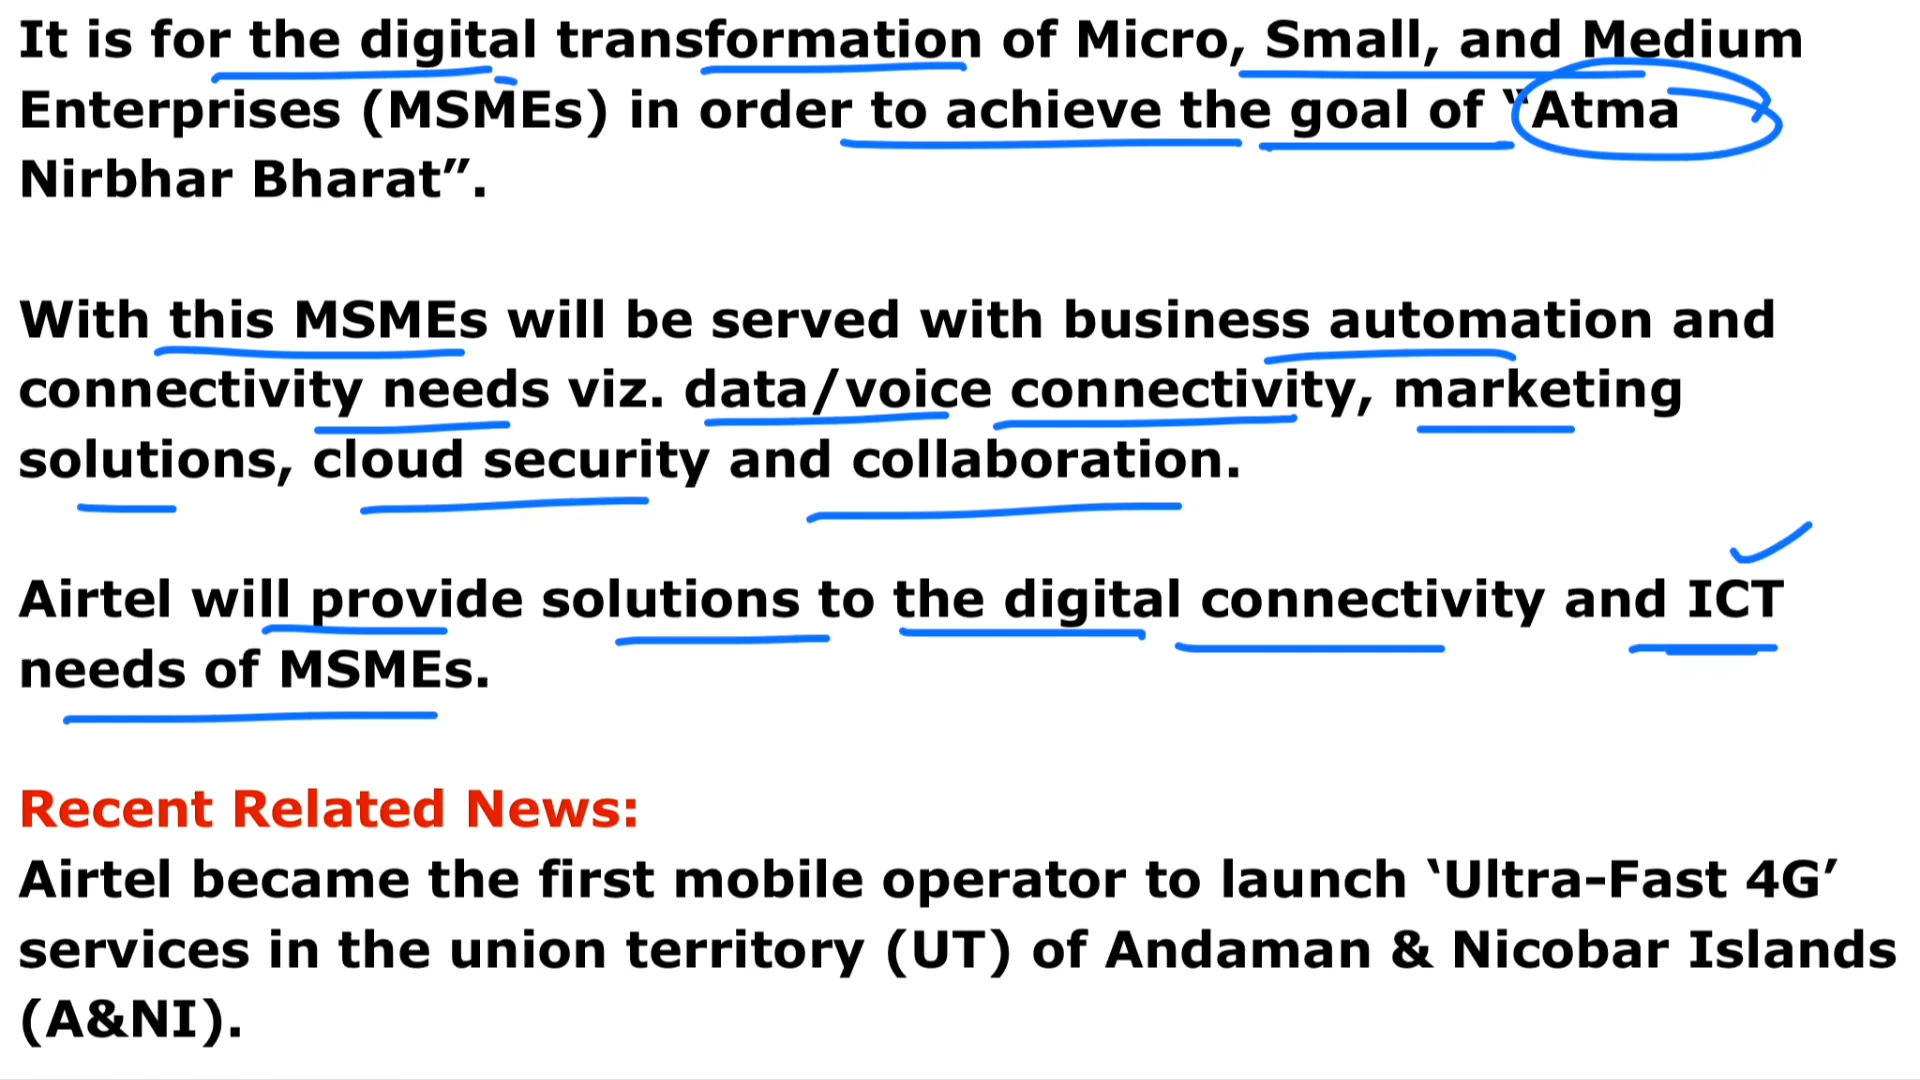 It is for the digital transformation of Micro, Small, and Medium
Enterprises (MSMEs) in order to achieve the goal of “Atma
Nirbhar Bharat”.
With this MSMEs will be served with business automation and
connectivity needs viz. data/voice connectivity, marketing
solutions, cloud security and collaboration.
Airtel will provide solutions to the digital connectivity and ICT
needs of MSMEs.
Recent Related News:
Airtel became the first mobile operator to launch ‘Ultra-Fast 4G’
services in the union territory (UT) of Andaman & Nicobar Islands
(A&NI).